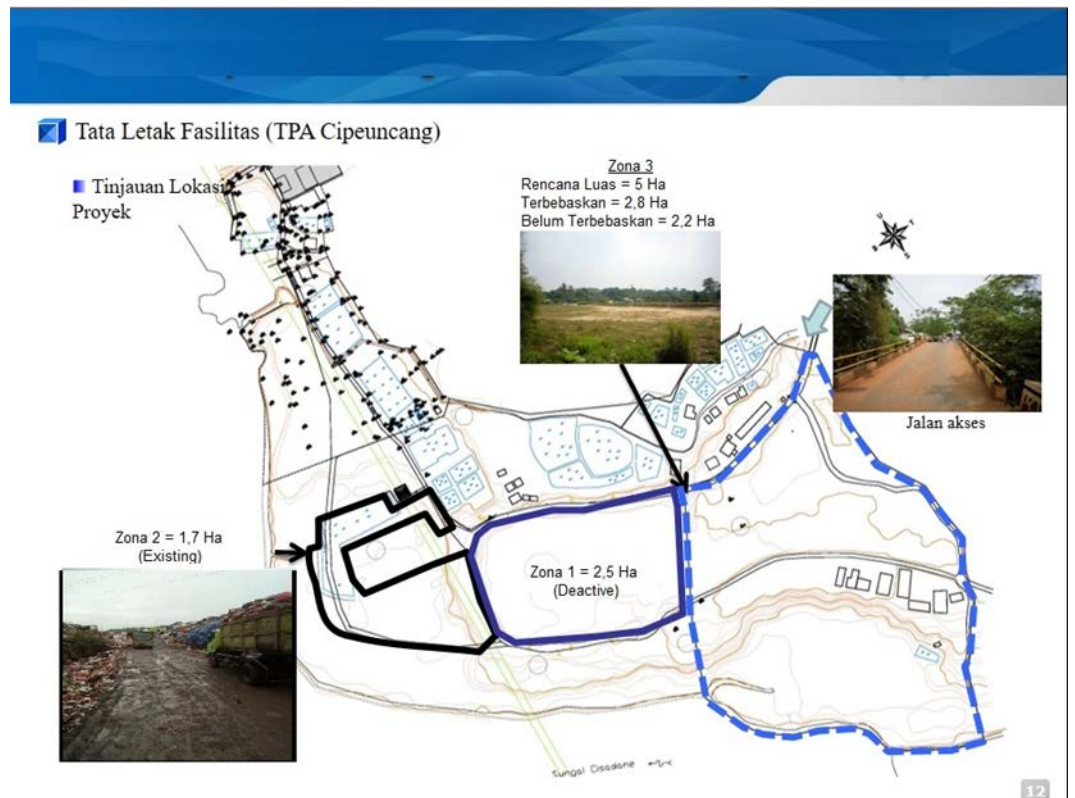 Tata Letak Fasilitas (TPA Cipeuncang)
Tinjauan Lokasi
Proyek
Zona 3
Rencana Luas = 5 Ha
Terbebaskan = 2,8 Ha
Belum Terbebaskan = 2,2 Ha
Jalan akses
Zona 2 = 1,7 Ha
(Existing)
Zona 1 = 2,5 Ha
(Deactive)
Sungai Cisadane
12